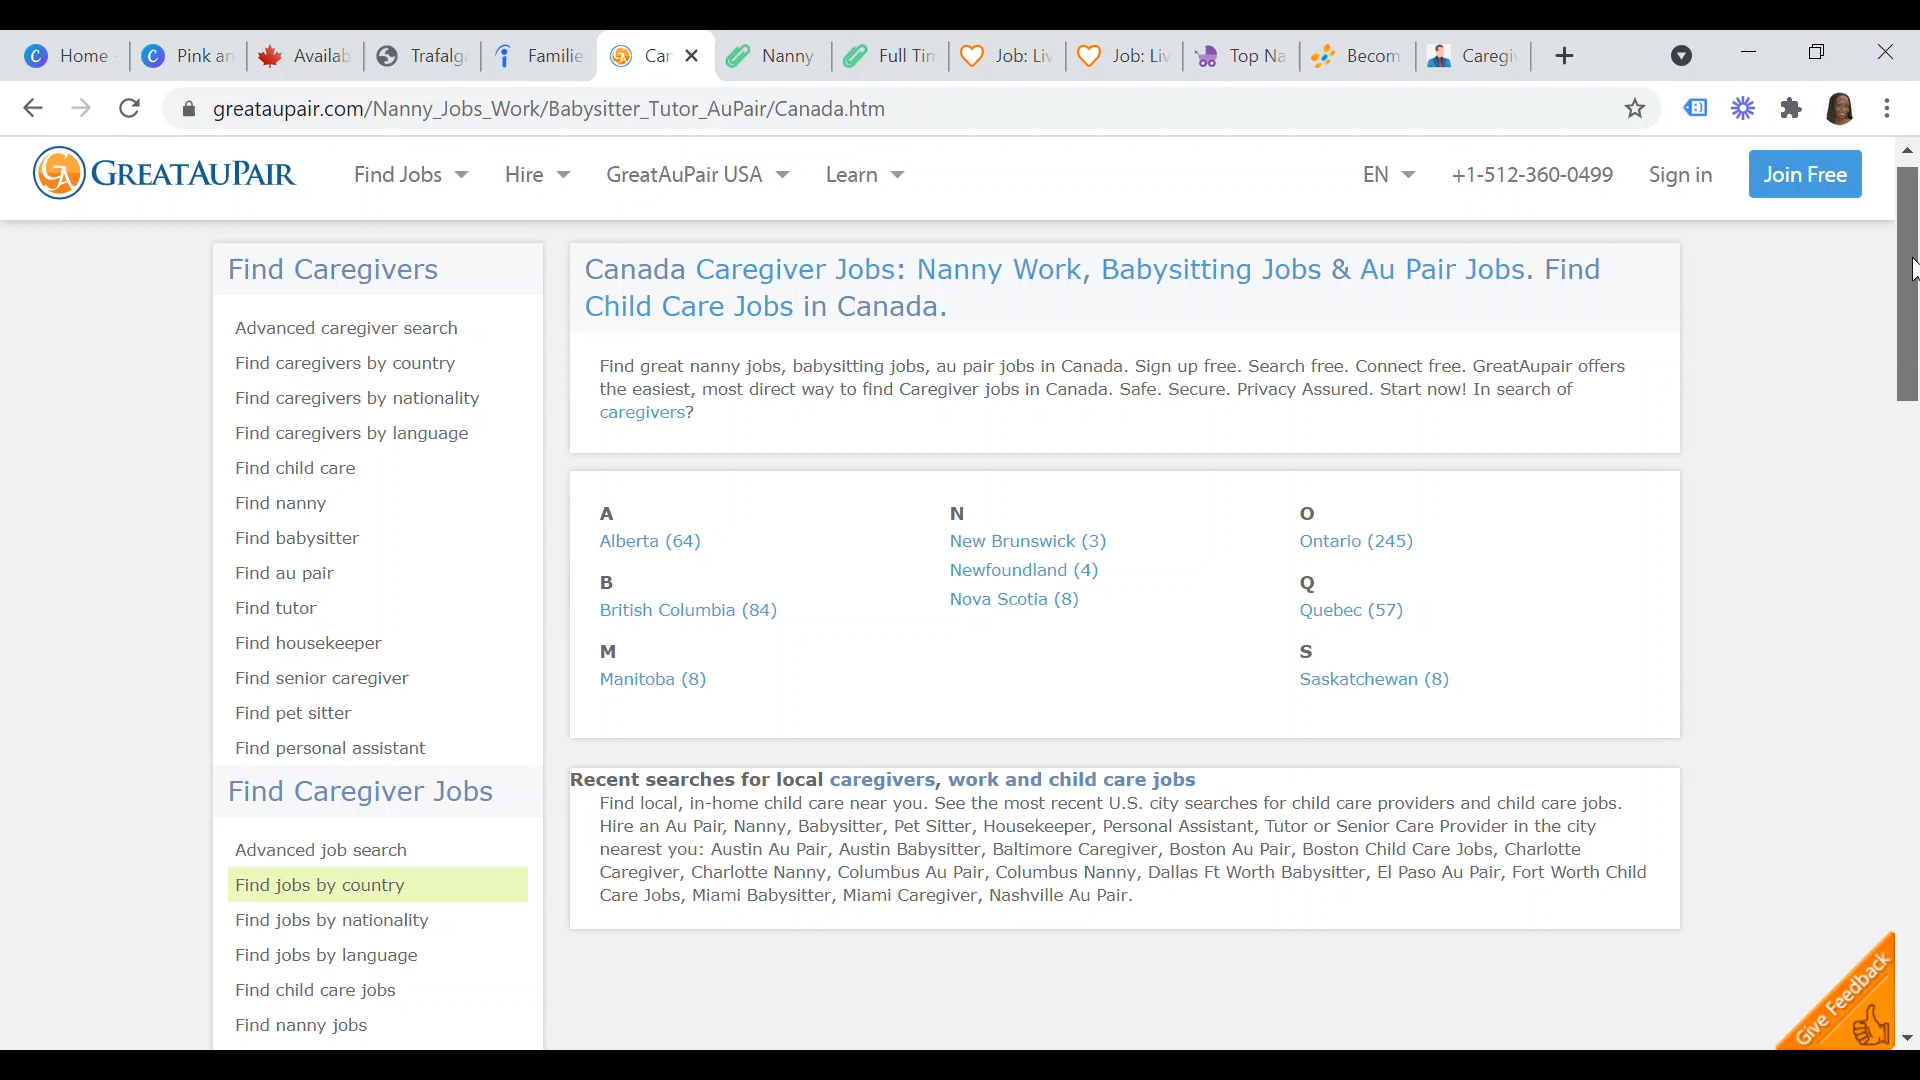 Home
Pink an
Availab
Trafalg
Familie
Car
Nanny
Full Tin
Job: Liv
Job: Liv
Top Na
Becom
Caregi
greataupair.com/Nanny_Jobs_Work/Babysitter_Tutor_AuPair/Canada.htm
GREATAUPAIR
Find Jobs
Hire
GreatAuPair USA
Learn
EN
+1-512-360-0499
Sign in
Join Free
Find Caregivers
Advanced caregiver search
Find caregivers by country
Find caregivers by nationality
Find caregivers by language
Find child care
Find nanny
Find babysitter
Find au pair
Find tutor
Find housekeeper
Find senior caregiver
Find pet sitter
Find personal assistant
Find Caregiver Jobs
Advanced job search
Find jobs by country
Find jobs by nationality
Find jobs by language
Find child care jobs
Find nanny jobs
Canada Caregiver Jobs: Nanny Work, Babysitting Jobs & Au Pair Jobs. Find
Child Care Jobs in Canada.
Find great nanny jobs, babysitting jobs, au pair jobs in Canada. Sign up free. Search free. Connect free. GreatAupair offers
the easiest, most direct way to find Caregiver jobs in Canada. Safe. Secure. Privacy Assured. Start now! In search of
caregivers?
A
Alberta (64)
B
British Columbia (84)
M
Manitoba (8)
N
New Brunswick (3)
Newfoundland (4)
Nova Scotia (8)
O
Ontario (245)
Q
Quebec (57)
S
Saskatchewan (8)
Recent searches for local caregivers, work and child care jobs
Find local, in-home child care near you. See the most recent U.S. city searches for child care providers and child care jobs.
Hire an Au Pair, Nanny, Babysitter, Pet Sitter, Housekeeper, Personal Assistant, Tutor or Senior Care Provider in the city
nearest you: Austin Au Pair, Austin Babysitter, Baltimore Caregiver, Boston Au Pair, Boston Child Care Jobs, Charlotte
Caregiver, Charlotte Nanny, Columbus Au Pair, Columbus Nanny, Dallas Ft Worth Babysitter, El Paso Au Pair, Fort Worth Child
Care Jobs, Miami Babysitter, Miami Caregiver, Nashville Au Pair.
Give Feedback